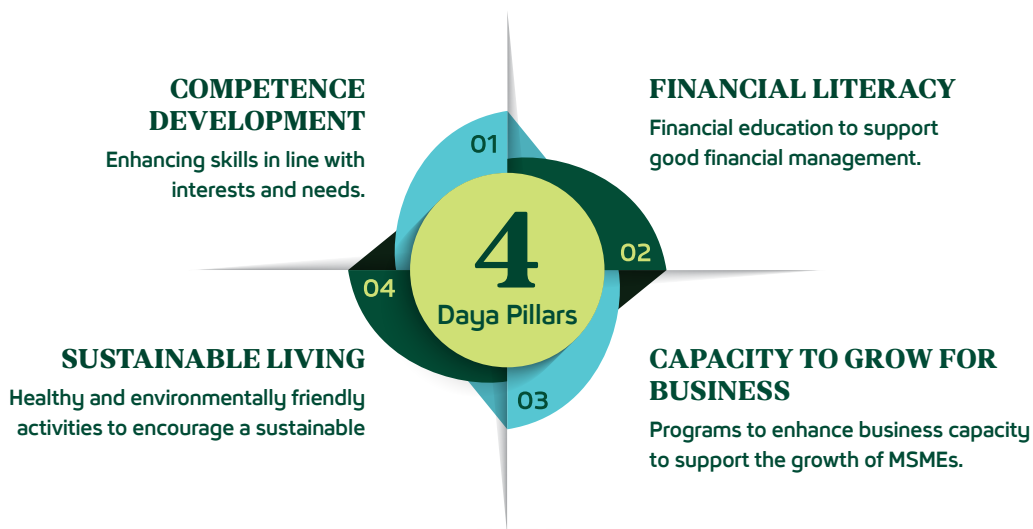 COMPETENCE
DEVELOPMENT
Enhancing skills in line with
interests and needs.
01
FINANCIAL LITERACY
Financial education to support
good financial management.
02
4
Daya Pillars
04
SUSTAINABLE LIVING
Healthy and environmentally friendly
activities to encourage a sustainable
03
CAPACITY TO GROW FOR
BUSINESS
Programs to enhance business capacity
to support the growth of MSMEs.